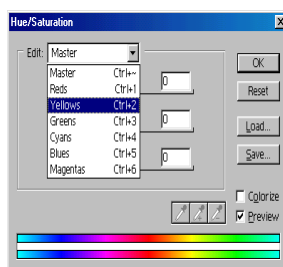 Hue/Saturation
Edit: Master
Master Ctrl+~
Reds Ctrl+1
Yellows Ctrl+2
Greens Ctrl+3
Cyans Ctrl+4
Blues Ctrl+5
Magentas Ctrl+6
0
0
0
OK
Reset
Load...
Save...
Colorize
Preview